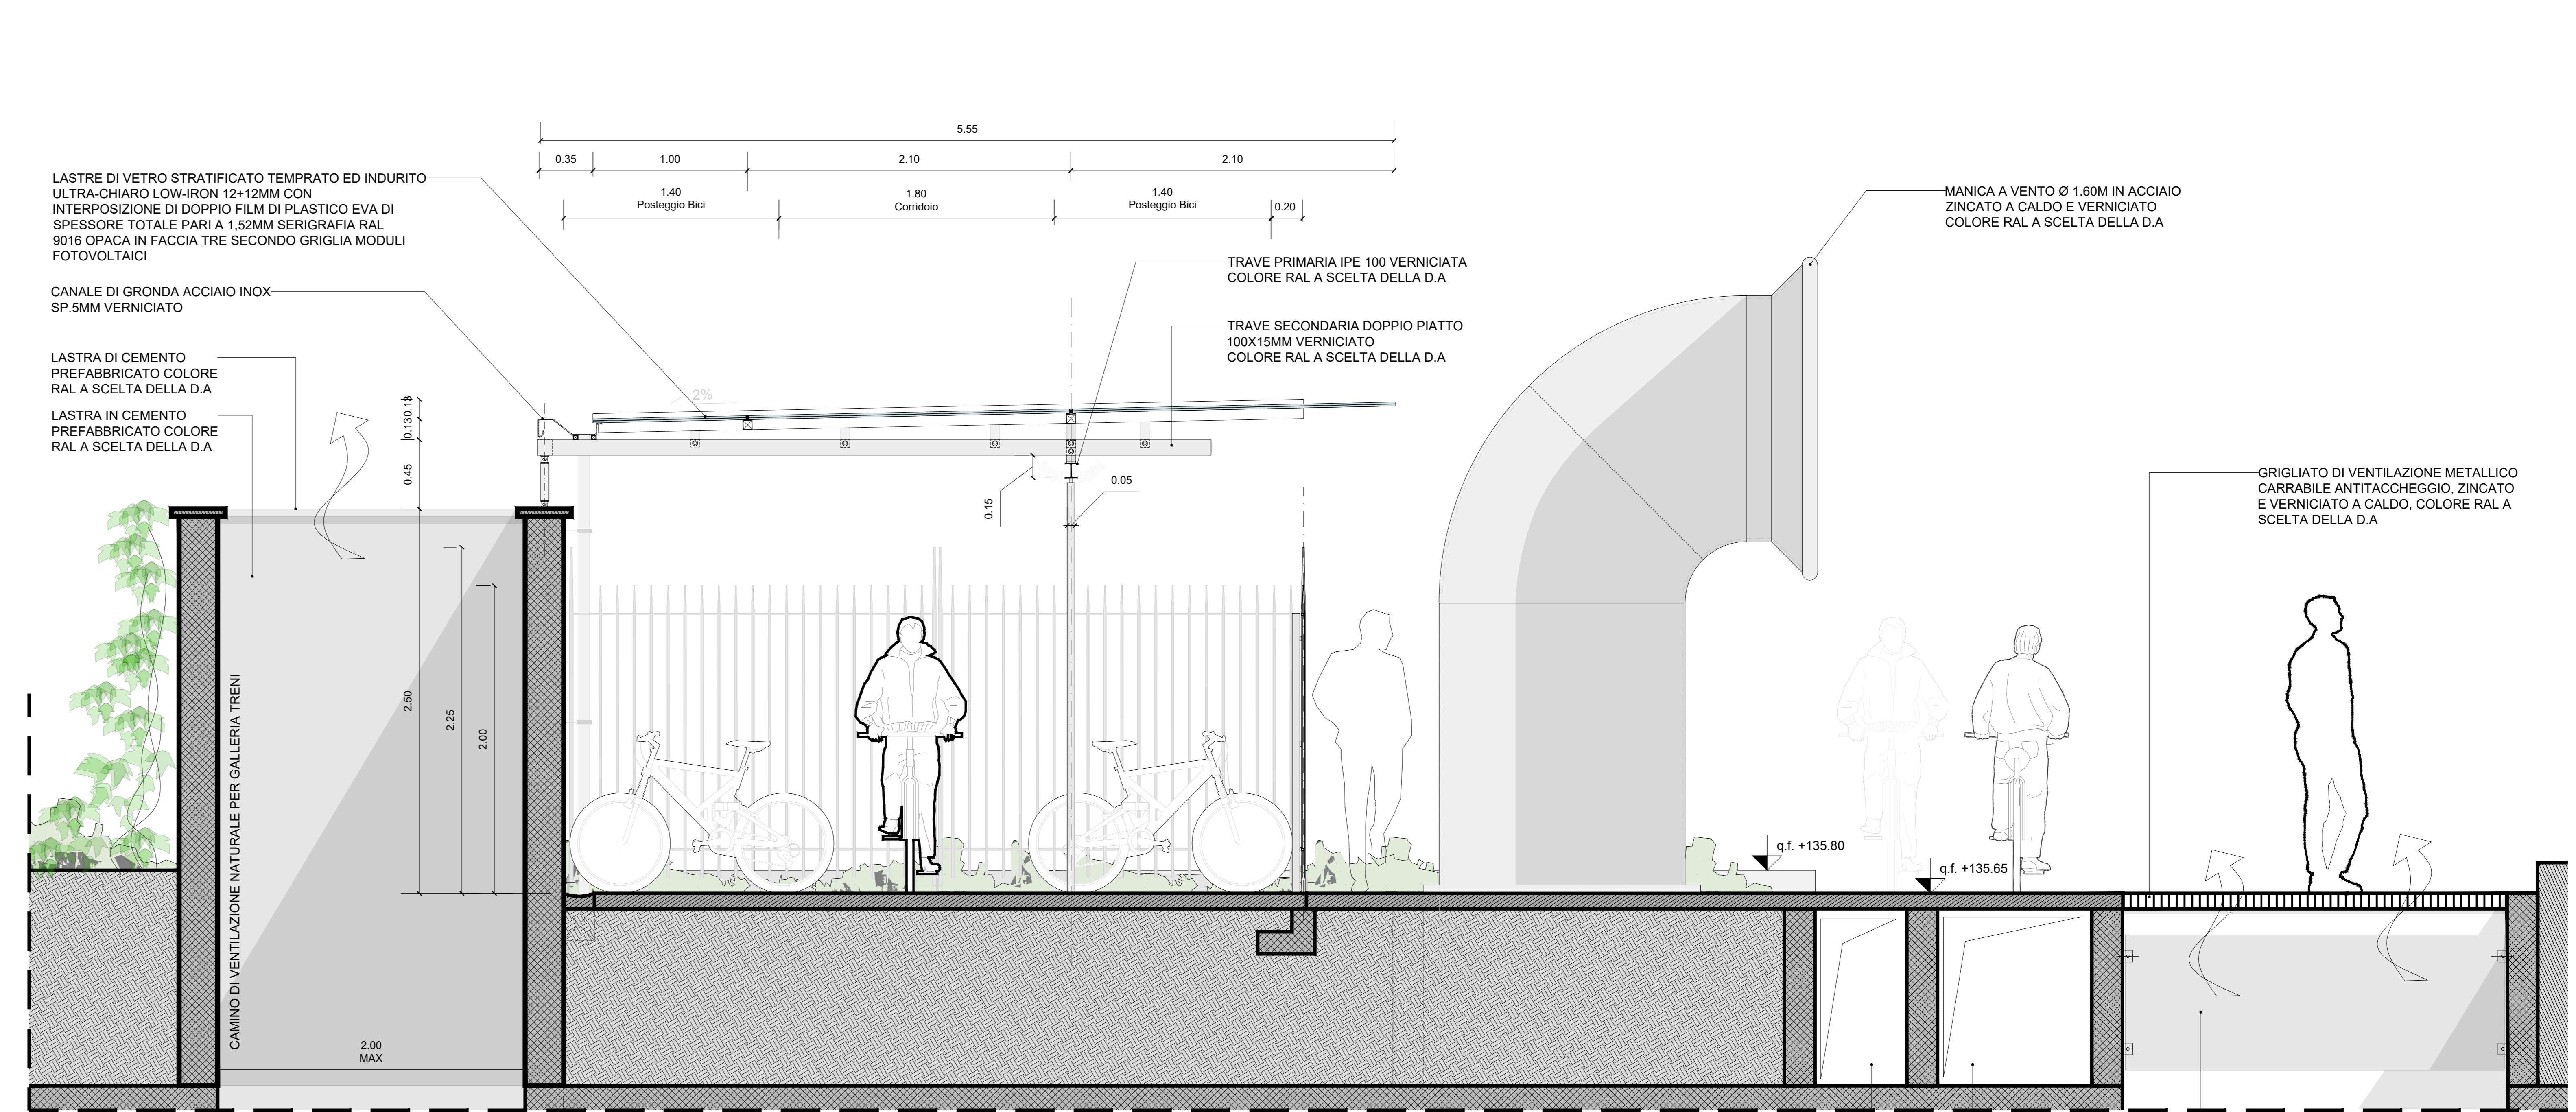 5.55
0.35
1.00
2.10
2.10
1.40
Posteggio Bici
1.80
Corridoio
1.40
Posteggio Bici
0.20
LASTRE DI VETRO STRATIFICATO TEMPRATO ED INDURITO
ULTRA-CHIARO LOW-IRON 12+12MM CON
INTERPOSIZIONE DI DOPPIO FILM DI PLASTICO EVA DI
SPESSORE TOTALE PARI A 1,52MM SERIGRAFIA RAL
9016 OPACA IN FACCIA TRE SECONDO GRIGLIA MODULI
FOTOVOLTAICI
CANALE DI GRONDA ACCIAIO INOX
SP.5MM VERNICIATO
LASTRA DI CEMENTO
PREFABBRICATO COLORE
RAL A SCELTA DELLA D.A
LASTRA IN CEMENTO
PREFABBRICATO COLORE
RAL A SCELTA DELLA D.A
TRAVE PRIMARIA IPE 100 VERNICIATA
COLORE RAL A SCELTA DELLA D.A
TRAVE SECONDARIA DOPPIO PIATTO
100X15MM VERNICIATO
COLORE RAL A SCELTA DELLA D.A
MANICA A VENTO Ø 1.60M IN ACCIAIO
ZINCATO A CALDO E VERNICIATO
COLORE RAL A SCELTA DELLA D.A
GRIGLIATO DI VENTILAZIONE METALLICO
CARRABILE ANTITACCHEGGIO, ZINCATO
E VERNICIATO A CALDO, COLORE RAL A
SCELTA DELLA D.A
2%
0.13
0.13
0.45
0.15
0.05
2.50
2.25
2.00
CAMINO DI VENTILAZIONE NATURALE PER GALLERIA TRENI
2.00
MAX
q.f. +135.80
q.f. +135.65